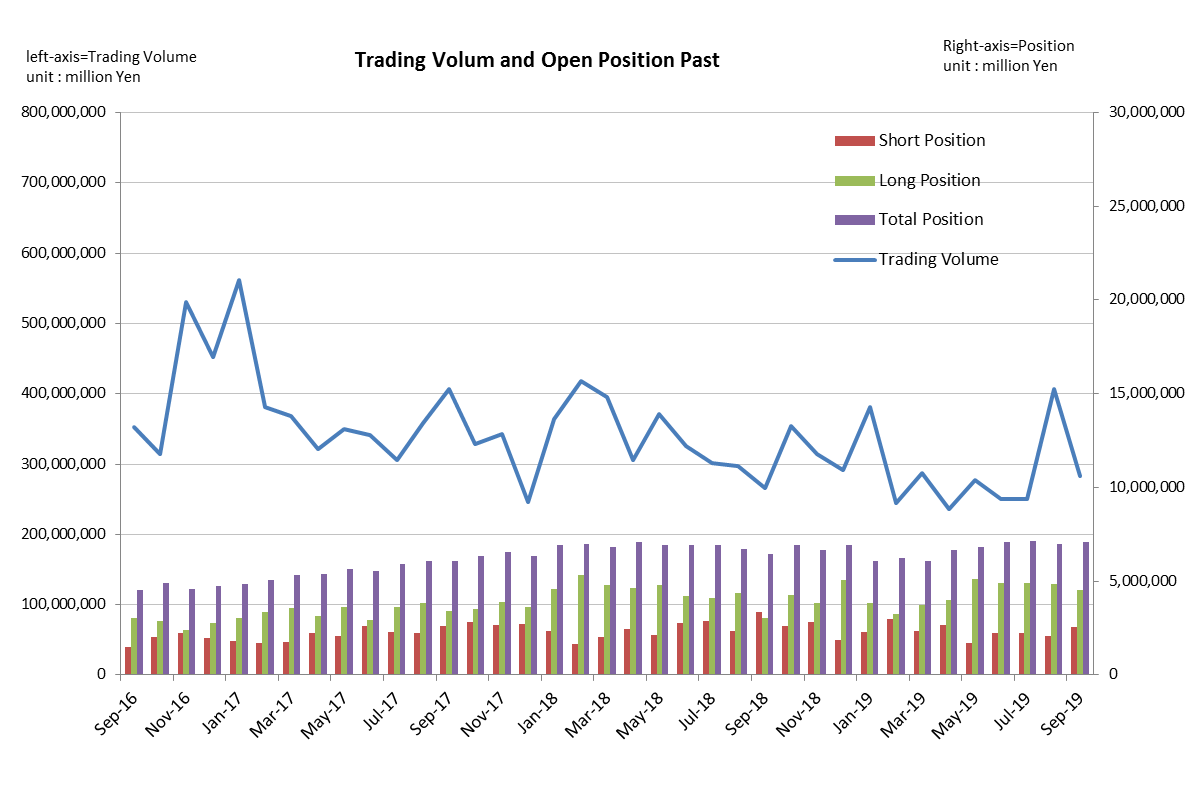 left-axis=Trading Volume
unit : million Yen
Trading Volum and Open Position Past
Right-axis=Position
unit : million Yen
800,000,000
700,000,000
600,000,000
500,000,000
400,000,000
300,000,000
200,000,000
100,000,000
0
30,000,000
25,000,000
20,000,000
15,000,000
10,000,000
5,000,000
0
Short Position
Long Position
Total Position
Trading Volume
Sep-16
Nov-16
Jan-17
Mar-17
May-17
Jul-17
Sep-17
Nov-17
Jan-18
Mar-18
May-18
Jul-18
Sep-18
Nov-18
Jan-19
Mar-19
May-19
Jul-19
Sep-19